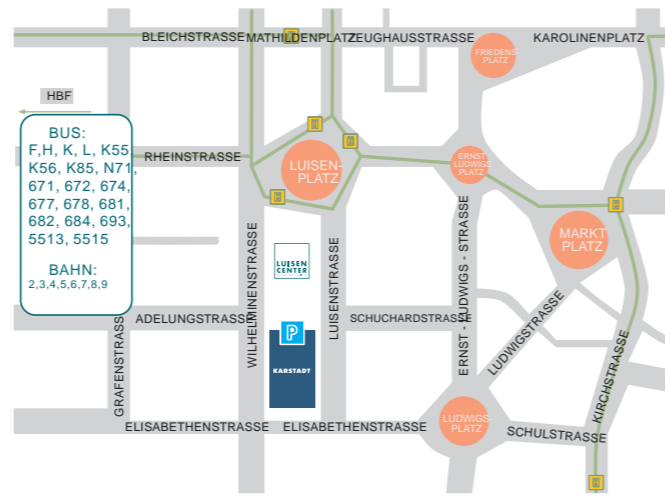 BLEICHSTRASSE
MATHILDENPLATZ
ZEUGHAUSSTRASSE
KAROLINENPLATZ
FRIEDENS-
PLATZ
HBF
BUS:
F,H, K, L, K55,
K56, K85, N71,
671, 672, 674,
677, 678, 681,
682, 684, 693,
5513, 5515
BAHN:
2,3,4,5,6,7,8,9
RHEINSTRASSE
LUISEN-
PLATZ
ERNST
LUDWIGS
PLATZ
MARKT
PLATZ
LUISEN
CENTER
WILHELMINENSTRASSE
LUISENSTRASSE
ERNST - LUDWIGS - STRASSE
LUDWIGSTRASSE
KIRCHSTRASSE
GRAFENSTRASSE
ADELUNGSTRASSE
SCHUCHARDSTRASSE
P
KARSTADT
ELISABETHENSTRASSE
ELISABETHENSTRASSE
LUDWIGS-
PLATZ
SCHULSTRASSE